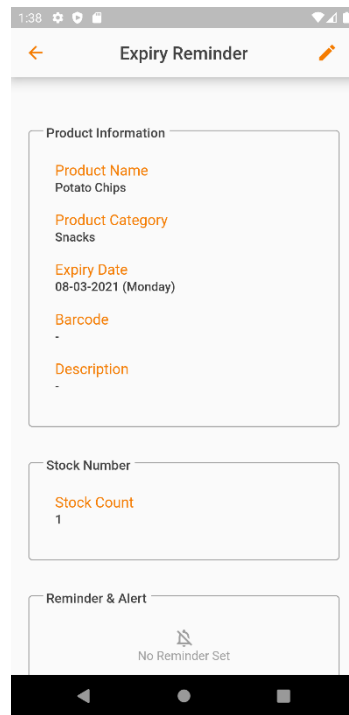 1:38
Expiry Reminder
Product Information
Product Name
Potato Chips
Product Category
Snacks
Expiry Date
08-03-2021 (Monday)
Barcode
-
Description
-
Stock Number
Stock Count
1
Reminder & Alert
No Reminder Set